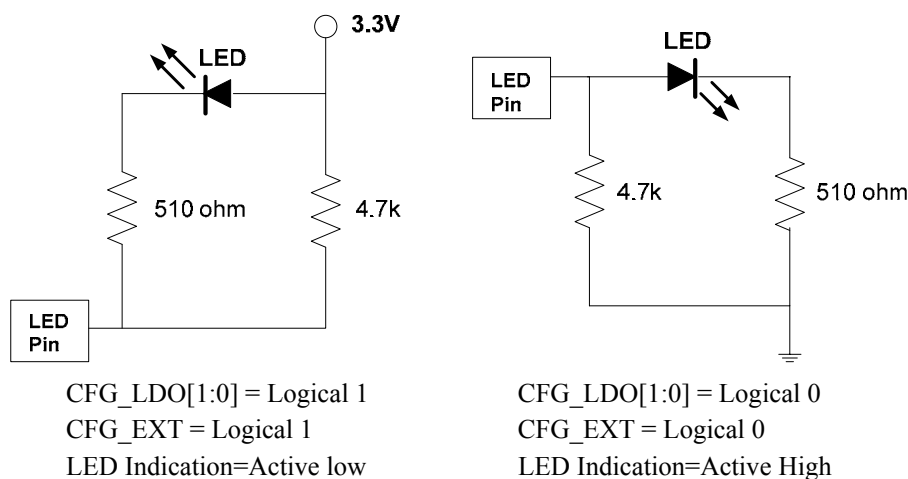 3.3V
LED
510 ohm
4.7k
LED
Pin
CFG_LDO[1:0] = Logical 1
CFG_EXT = Logical 1
LED Indication=Active low
LED
LED
Pin
4.7k
510 ohm
CFG_LDO[1:0] = Logical 0
CFG_EXT = Logical 0
LED Indication=Active High